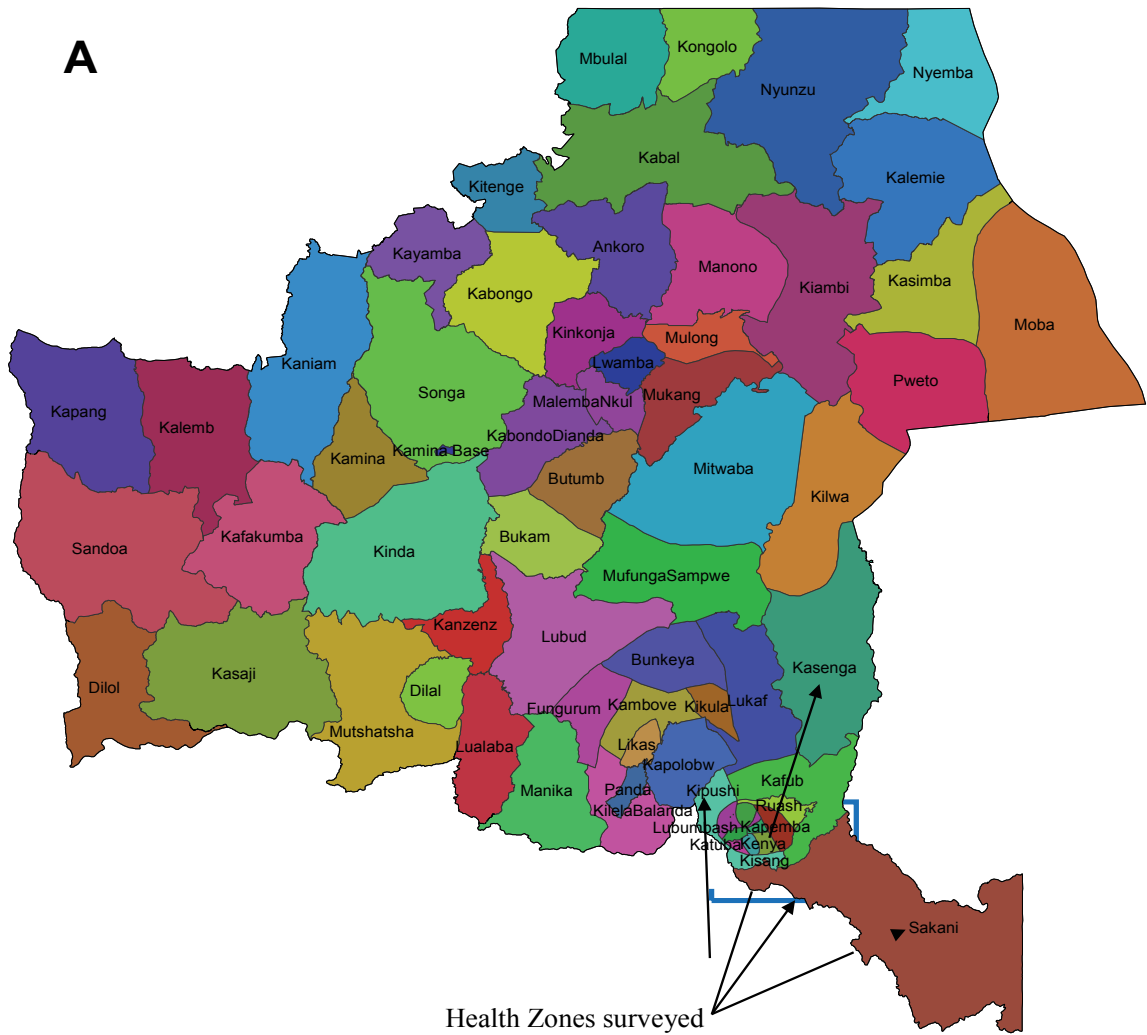 A
Mbulal
Kongolo
Nyunzu
Nyemba
Kabal
Kitenge
Kalemie
Kayamba
Ankoro
Manono
Kabongo
Kiambi
Kasimba
Moba
Kinkonja
Mulong
Lwamba
Kaniam
Songa
Pweto
MalembaNkul
Mukang
Kapang
Kalemb
KabondoDianda
Kamina Base
Kamina
Butumb
Mitwaba
Kilwa
Kafakumba
Bukam
Sandoa
Kinda
MufungaSampwe
Kanzenz
Lubud
Bunkeya
Kasenga
Kasaji
Dilol
Dilal
Fungurum
Kambove
Kikula
Lukaf
Mutshatsha
Lualaba
Likas
Kapolobw
Kafub
Manika
Panda
Kipushi
KilelaBalanda
Ruash
Lubumbash
Kapemba
Katuba
Kenya
Kisang
Sakani
Health Zones surveyed